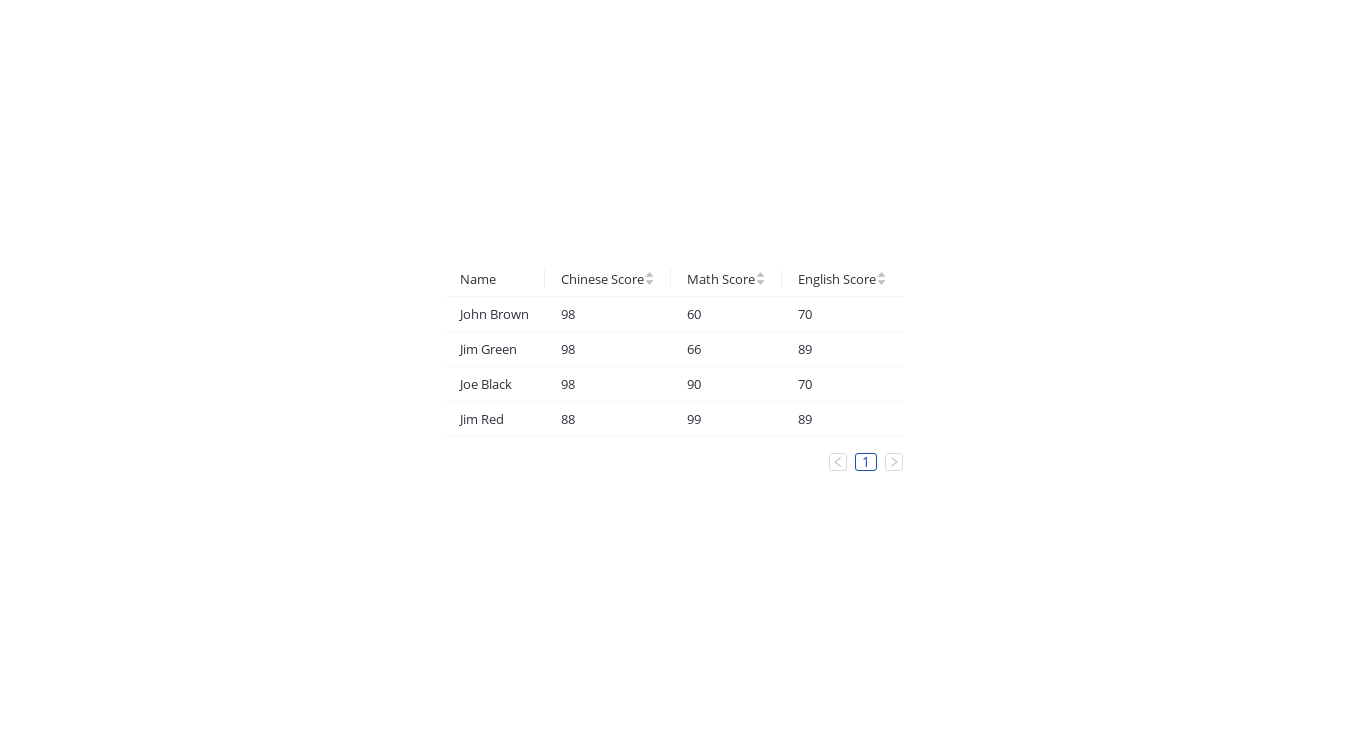 Name Chinese Score Math Score English Score
John Brown 98 60 70
Jim Green 98 66 89
Joe Black 98 90 70
Jim Red 88 99 89
1